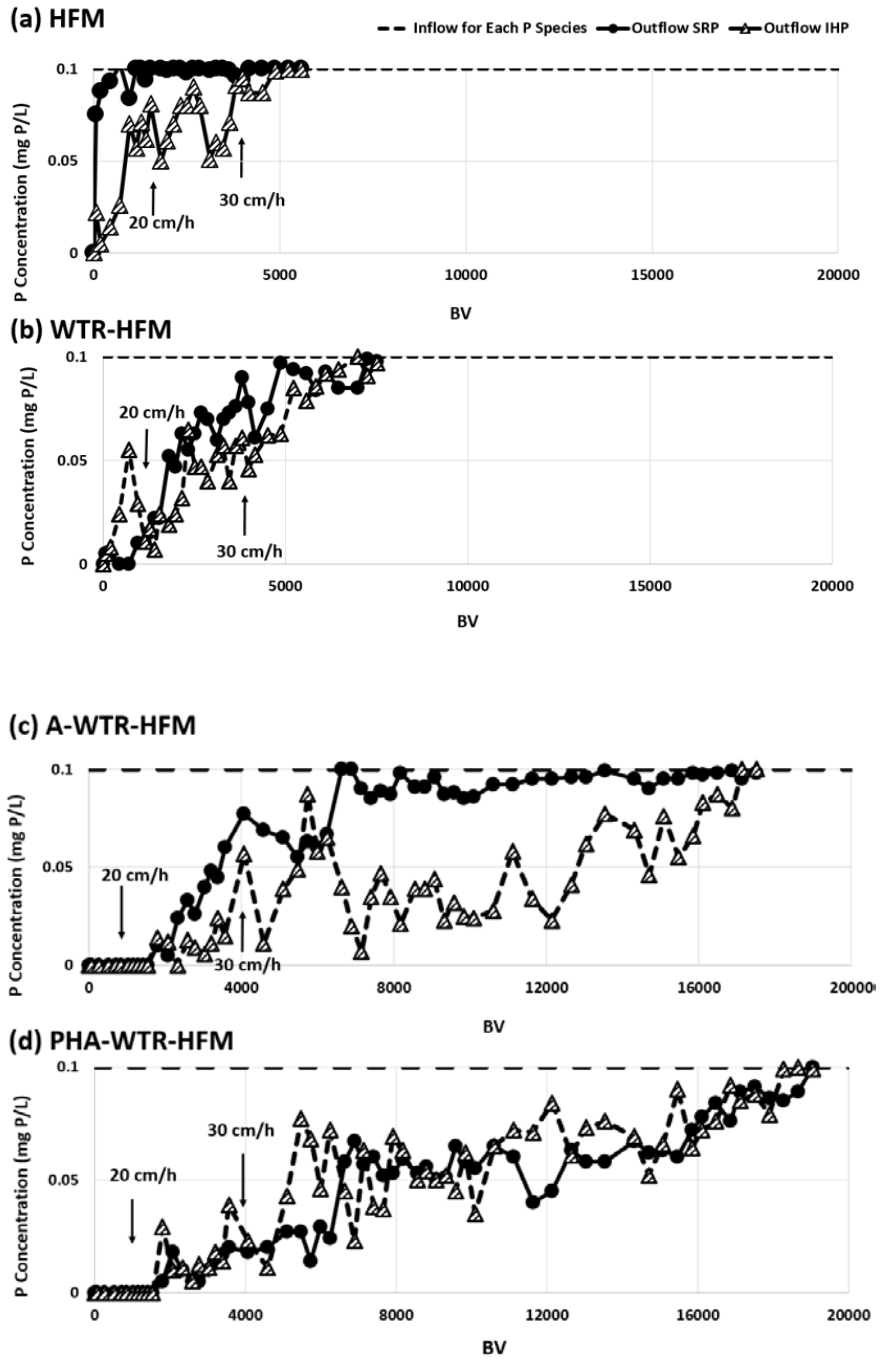 (a) HFM
Inflow for Each P Species Outflow SRP Outflow IHP
P Concentration (mg P/L)
0.1
0.05
0
20 cm/h
30 cm/h
0 5000 10000 15000 20000
BV
(b) WTR-HFM
P Concentration (mg P/L)
0.1
0.05
0
20 cm/h
30 cm/h
0 5000 10000 15000 20000
BV
(c) A-WTR-HFM
P Concentration (mg P/L)
0.1
0.05
0
20 cm/h
30 cm/h
0 4000 8000 12000 16000 20000
BV
(d) PHA-WTR-HFM
P Concentration (mg P/L)
0.1
0.05
0
30 cm/h
20 cm/h
0 4000 8000 12000 16000 20000
BV